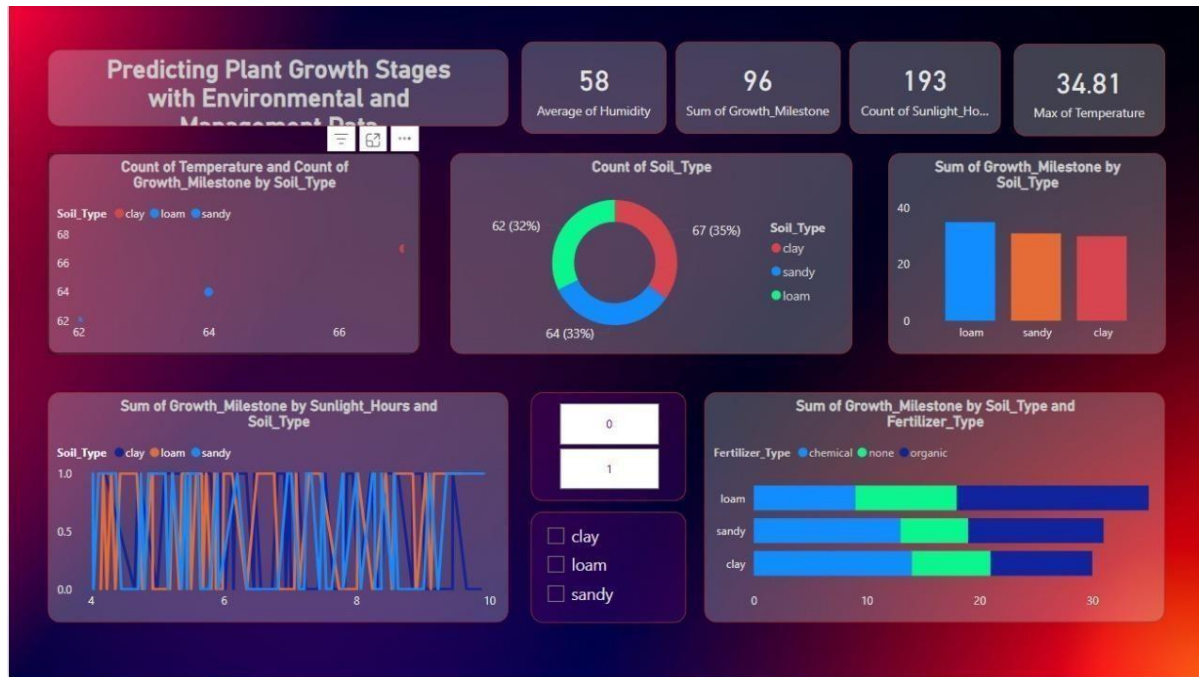 Predicting Plant Growth Stages
with Environmental and
Management Data
58
Average of Humidity
96
Sum of Growth_Milestone
193
Count of Sunlight_Ho...
34.81
Max of Temperature
Count of Temperature and Count of
Growth_Milestone by Soil_Type
Soil_Type clay loam sandy
68
66
64
62
62 64 66
Count of Soil_Type
62 (32%)
67 (35%)
64 (33%)
Soil_Type
clay
sandy
loam
Sum of Growth_Milestone by
Soil_Type
40
20
0
loam sandy clay
Sum of Growth_Milestone by Sunlight_Hours and
Soil_Type
Soil_Type clay loam sandy
1.0
0.5
0.0
4 6 8 10
0
1
clay
loam
sandy
Sum of Growth_Milestone by Soil_Type and
Fertilizer_Type
Fertilizer_Type chemical none organic
loam
sandy
clay
0 10 20 30